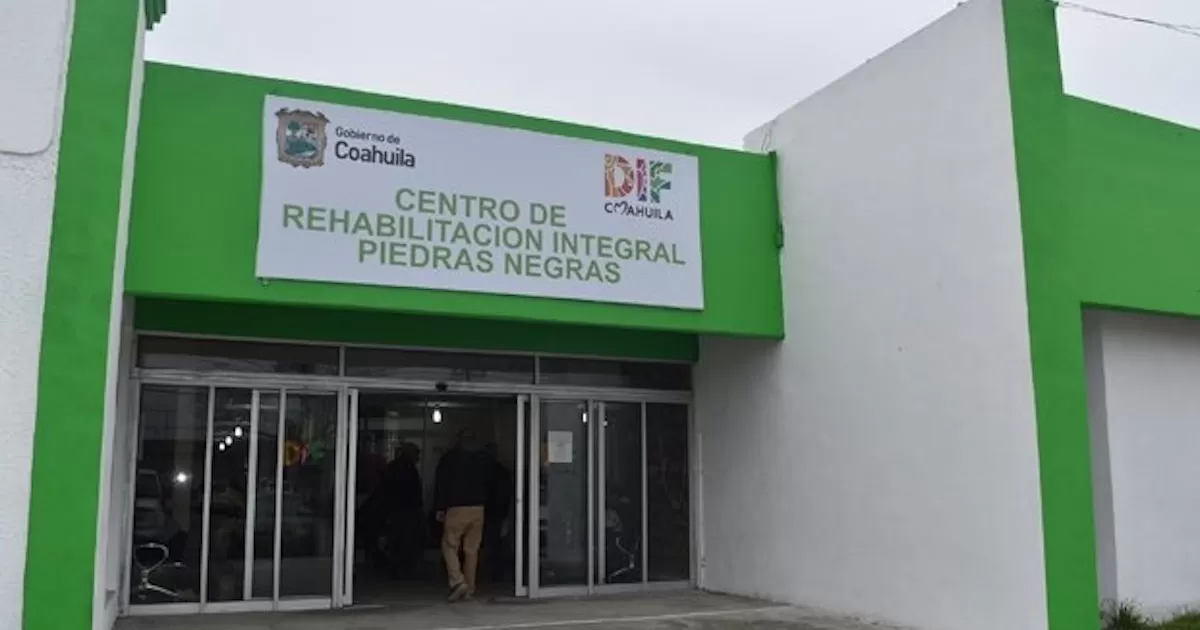 Gobierno de
Coahuila
DIF
COAHUILA
CENTRO DE
REHABILITACION INTEGRAL
PIEDRAS NEGRAS